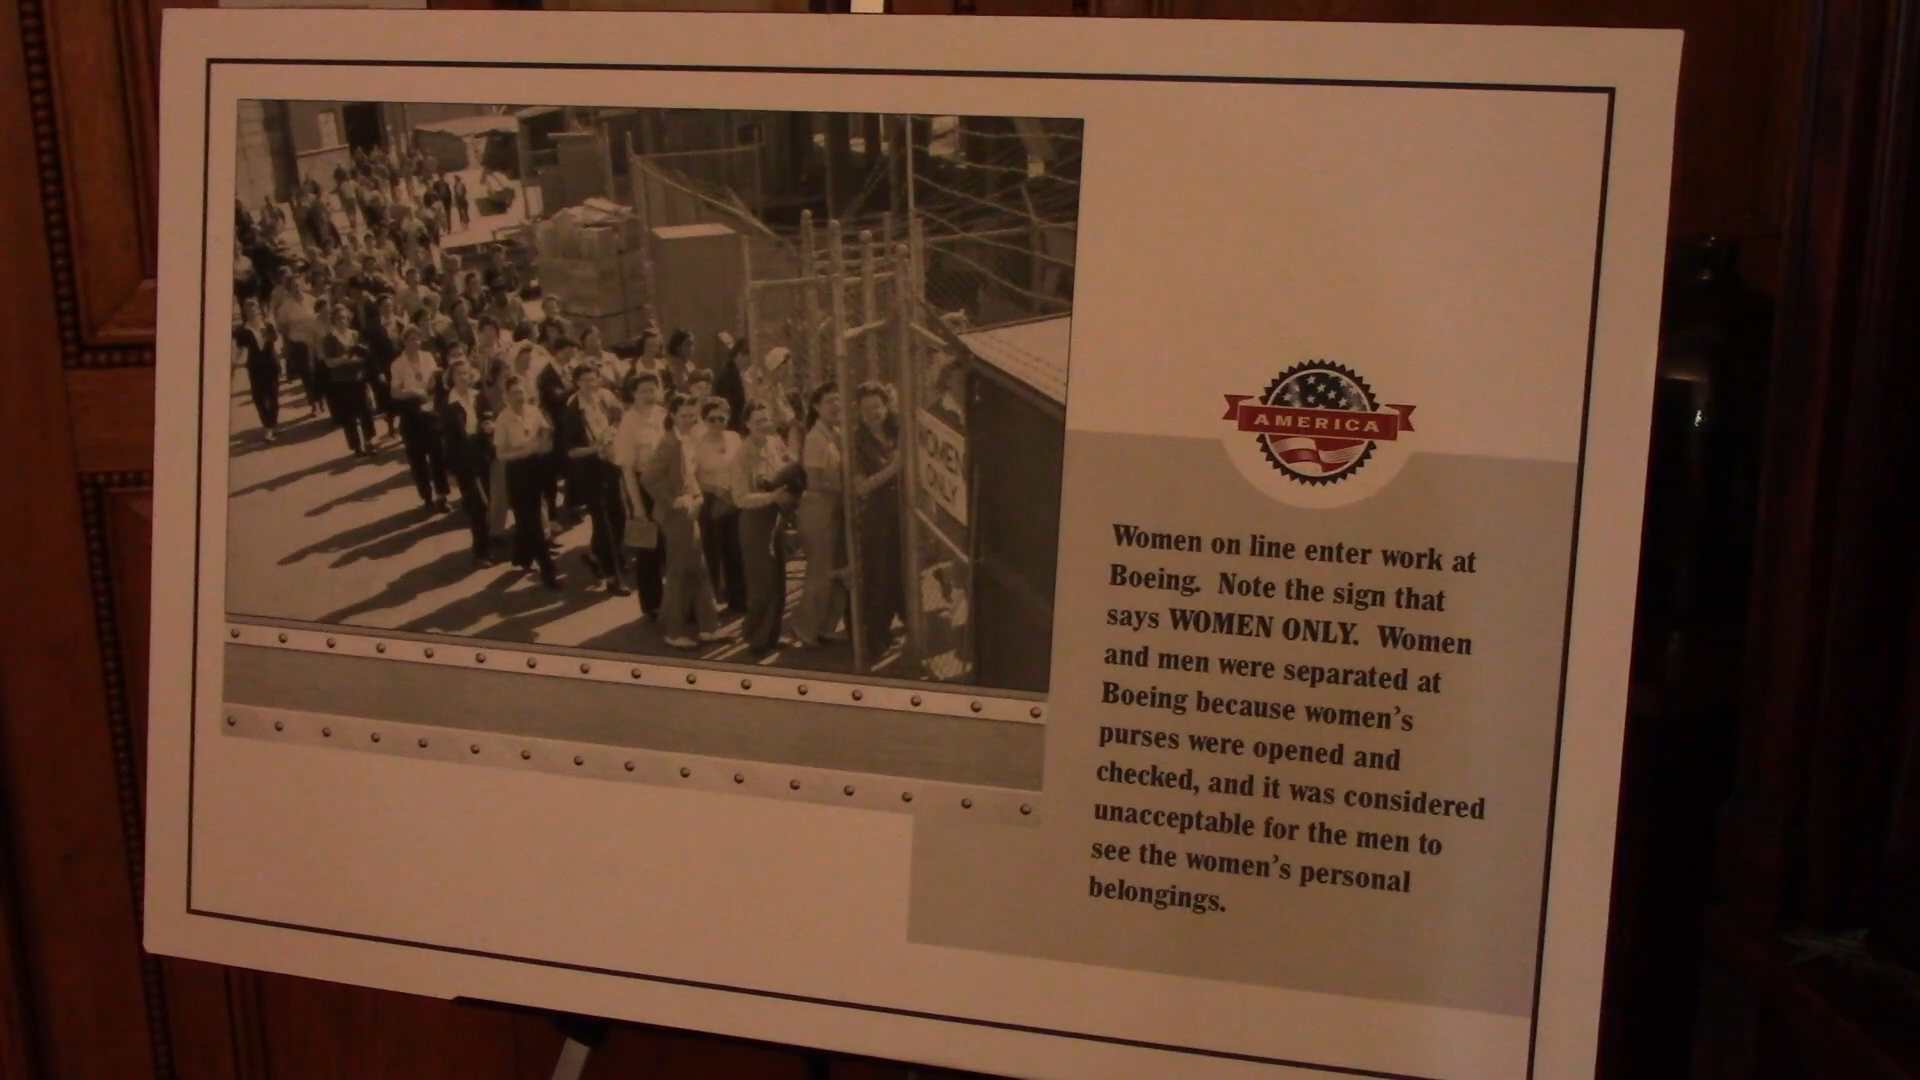 WOMEN
ONLY
AMERICA
Women on line enter work at
Boeing. Note the sign that
says WOMEN ONLY. Women
and men were separated at
Boeing because women's
purses were opened and
checked, and it was considered
unacceptable for the men to
see the women's personal
belongings.